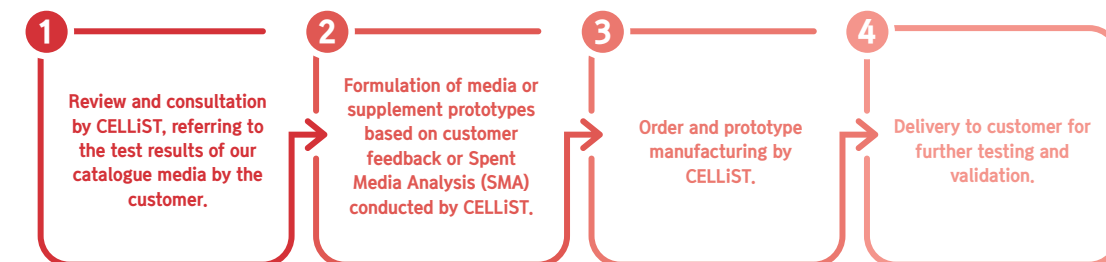 1
Review and consultation
by CELLiST, referring to
the test results of our
catalogue media by the
customer.
2
Formulation of media or
supplement prototypes
based on customer
feedback or Spent
Media Analysis (SMA)
conducted by CELLiST.
3
Order and prototype
manufacturing by
CELLiST.
4
Delivery to customer for
further testing and
validation.